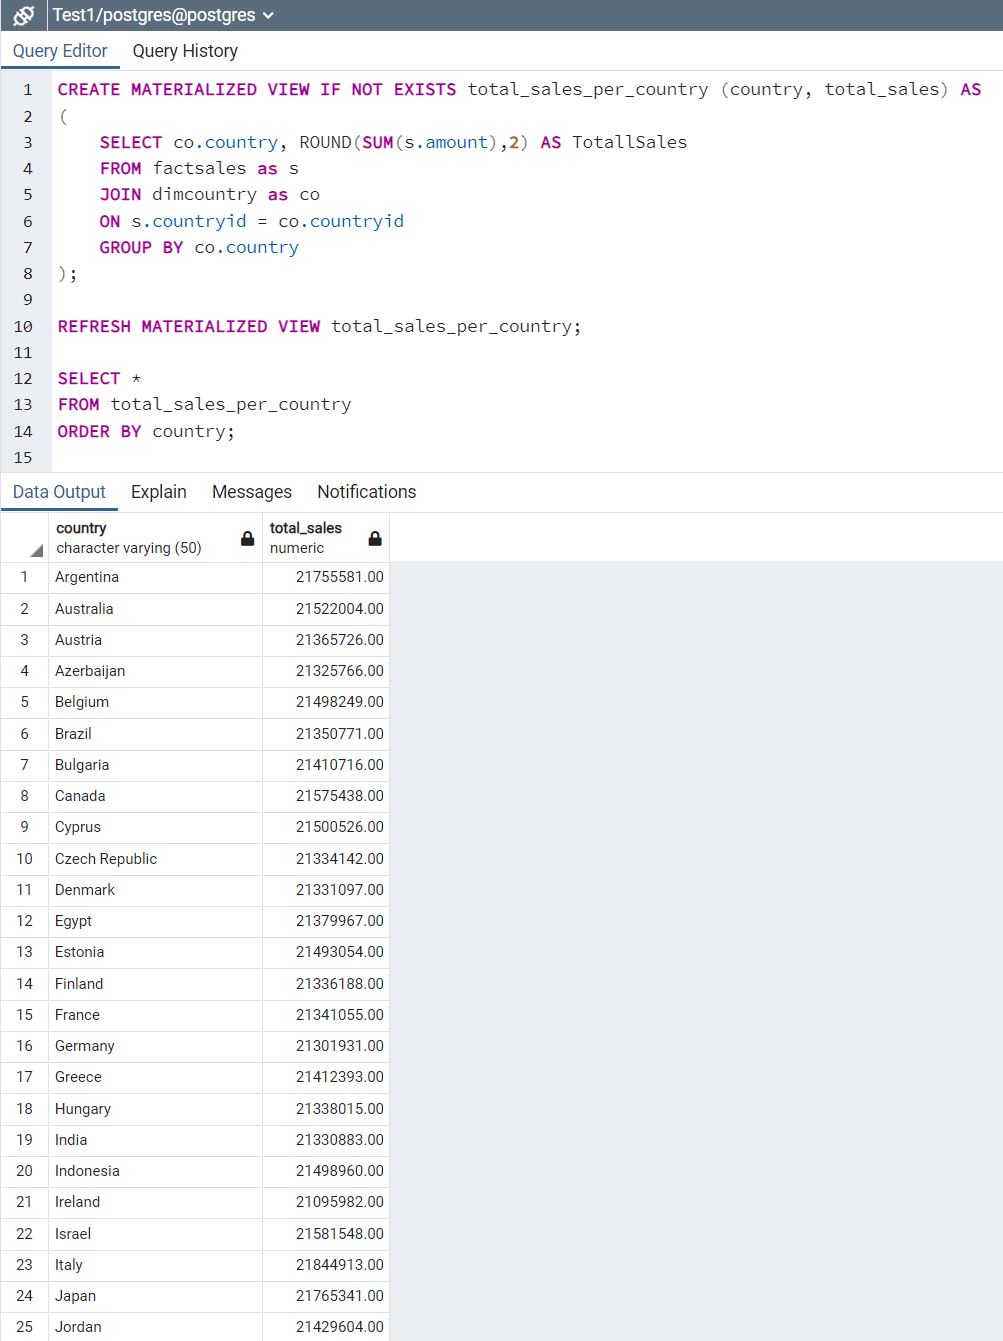 Test1/postgres@postgres
Query Editor Query History
1 CREATE MATERIALIZED VIEW IF NOT EXISTS total_sales_per_country (country, total_sales) AS
2 (
3 SELECT co.country, ROUND(SUM(s.amount),2) AS TotallSales
4 FROM factsales as s
5 JOIN dimcountry as co
6 ON s.countryid = co.countryid
7 GROUP BY co.country
8 );
9
10 REFRESH MATERIALIZED VIEW total_sales_per_country;
11
12 SELECT *
13 FROM total_sales_per_country
14 ORDER BY country;
15
Data Output Explain Messages Notifications
country total_sales
character varying (50) numeric
1 Argentina 21755581.00
2 Australia 21522004.00
3 Austria 21365726.00
4 Azerbaijan 21325766.00
5 Belgium 21498249.00
6 Brazil 21350771.00
7 Bulgaria 21410716.00
8 Canada 21575438.00
9 Cyprus 21500526.00
10 Czech Republic 21334142.00
11 Denmark 21331097.00
12 Egypt 21379967.00
13 Estonia 21493054.00
14 Finland 21336188.00
15 France 21341055.00
16 Germany 21301931.00
17 Greece 21412393.00
18 Hungary 21338015.00
19 India 21330883.00
20 Indonesia 21498960.00
21 Ireland 21095982.00
22 Israel 21581548.00
23 Italy 21844913.00
24 Japan 21765341.00
25 Jordan 21429604.00